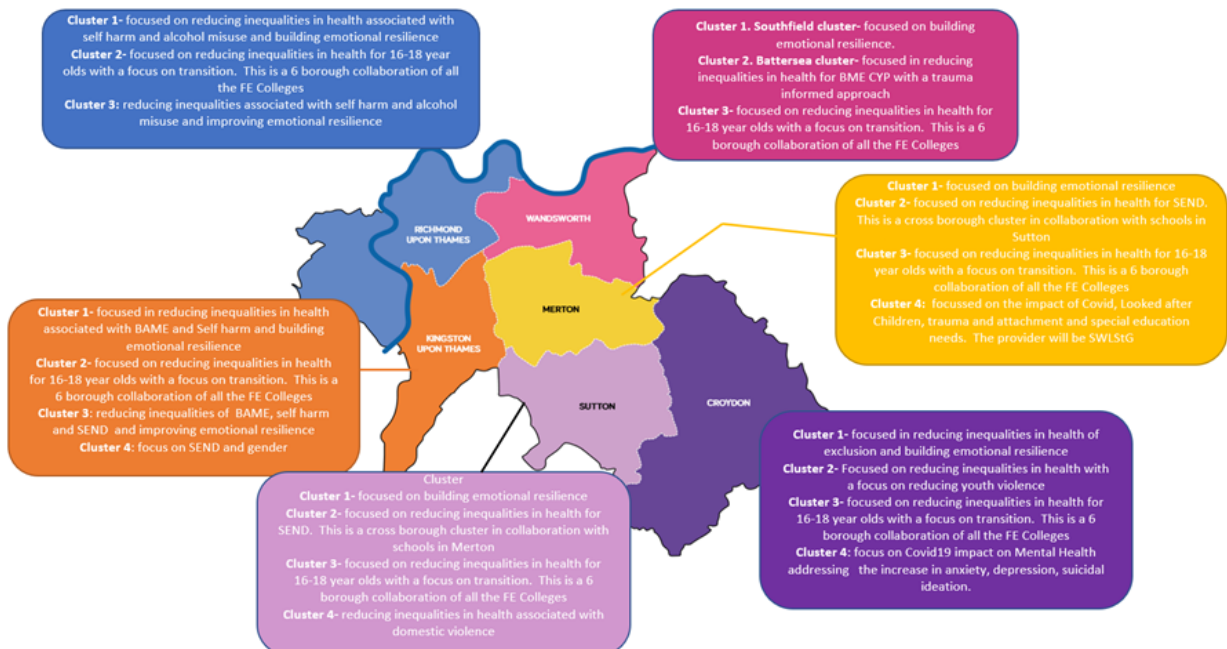 Cluster 1- focused on reducing inequalities in health associated with
self harm and alcohol misuse and building emotional resilience
Cluster 2- focused on reducing inequalities in health for 16-18 year
olds with a focus on transition. This is a 6 borough collaboration of all
the FE Colleges
Cluster 3: reducing inequalities associated with self harm and alcohol
misuse and improving emotional resilience
Cluster 1. Southfield cluster- focused on building
emotional resilience.
Cluster 2. Battersea cluster- focused in reducing
inequalities in health for BME CYP with a trauma
informed approach
Cluster 3- focused on reducing inequalities in health for
16-18 year olds with a focus on transition. This is a 6
borough collaboration of all the FE Colleges
Cluster 1- focused on building emotional resilience
Cluster 2- focused on reducing inequalities in health for SEND.
This is a cross borough cluster in collaboration with schools in
Sutton
Cluster 3- focused on reducing inequalities in health for 16-18
year olds with a focus on transition. This is a 6 borough
collaboration of all the FE Colleges
Cluster 4: focussed on the impact of Covid, Looked after
Children, trauma and attachment and special education
needs. The provider will be SWLStG
RICHMOND
UPON THAMES
WANDSWORTH
MERTON
KINGSTON
UPON THAMES
SUTTON
CROYDON
Cluster 1- focused in reducing inequalities in health
associated with BAME and Self harm and building
emotional resilience
Cluster 2- focused on reducing inequalities in health
for 16-18 year olds with a focus on transition. This is a
6 borough collaboration of all the FE Colleges
Cluster 3: reducing inequalities of BAME, self harm
and SEND and improving emotional resilience
Cluster 4: focus on SEND and gender
Cluster
Cluster 1- focused on building emotional resilience
Cluster 2- focused on reducing inequalities in health for
SEND. This is a cross borough cluster in collaboration with
schools in Merton
Cluster 3- focused on reducing inequalities in health for
16-18 year olds with a focus on transition. This is a 6
borough collaboration of all the FE Colleges
Cluster 4- reducing inequalities in health associated with
domestic violence
Cluster 1- focused in reducing inequalities in health of
exclusion and building emotional resilience
Cluster 2- Focused on reducing inequalities in health with
a focus on reducing youth violence
Cluster 3- focused on reducing inequalities in health for
16-18 year olds with a focus on transition. This is a 6
borough collaboration of all the FE Colleges
Cluster 4: focus on Covid19 impact on Mental Health
addressing the increase in anxiety, depression, suicidal
ideation.